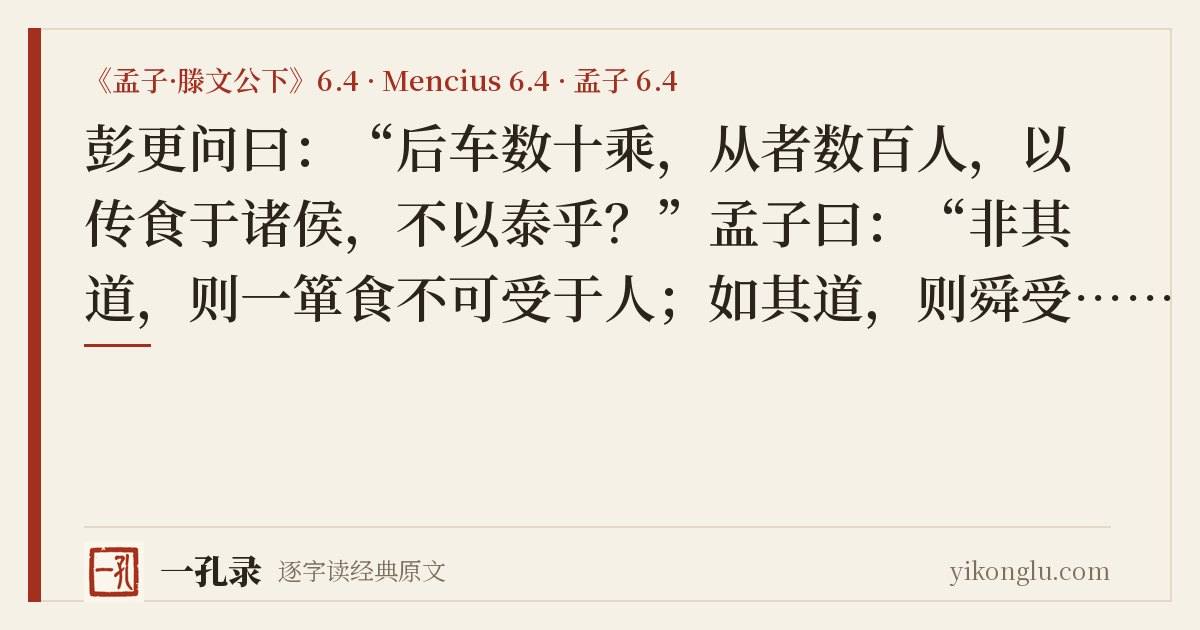 《孟子·滕文公下》6.4 · Mencius 6.4 · 孟子 6.4
彭更问曰：“后车数十乘，从者数百人，以
传食于诸侯，不以泰乎？”孟子曰：“非其
道，则一箪食不可受于人；如其道，则舜受……
一孔
一孔录 逐字读经典原文 yikonglu.com